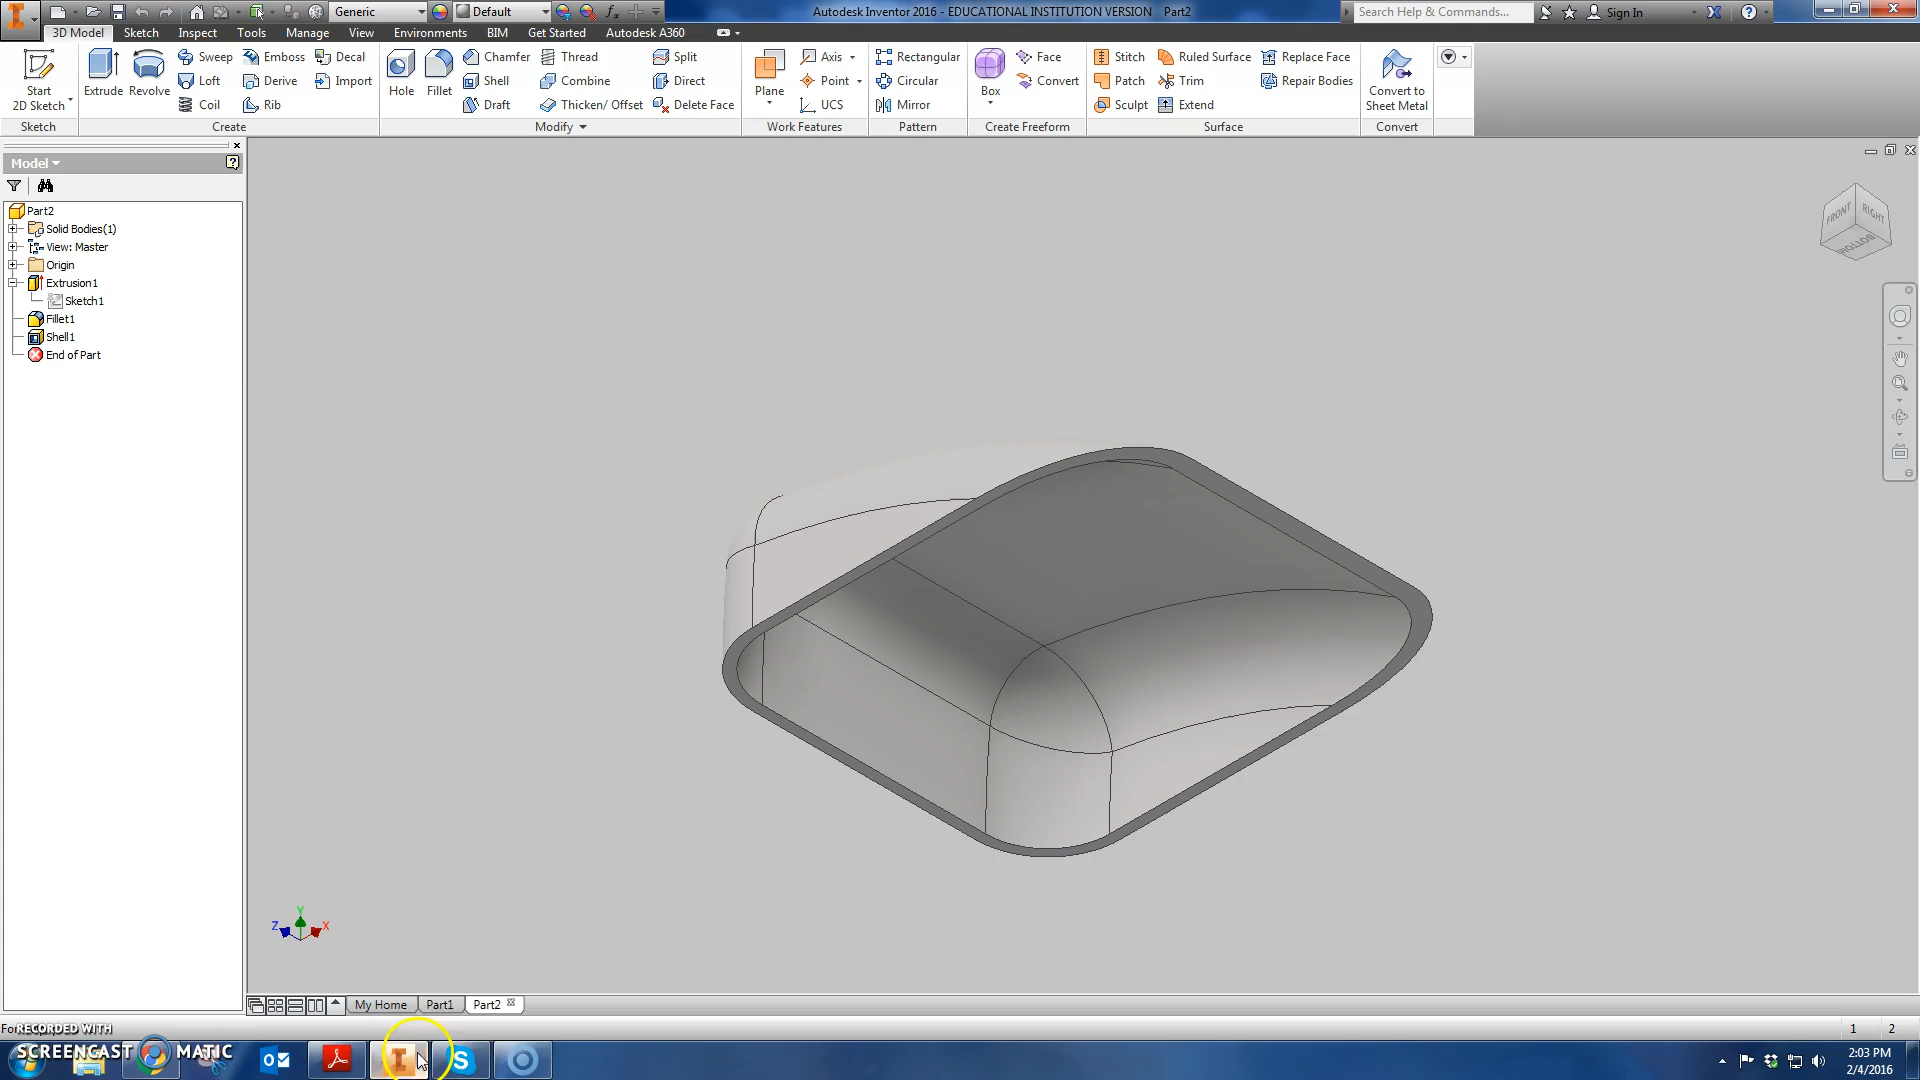 Generic
Default
Autodesk Inventor 2016 - EDUCATIONAL INSTITUTION VERSION Part2
Search Help & Commands...
Sign In
3D Model Sketch Inspect Tools Manage View Environments BIM Get Started Autodesk A360
Start
2D Sketch
Extrude
Revolve
Sweep
Loft
Coil
Emboss
Derive
Rib
Decal
Import
Hole
Fillet
Chamfer
Shell
Draft
Thread
Combine
Thicken/ Offset
Split
Direct
Delete Face
Plane
Axis
Point
UCS
Rectangular
Circular
Mirror
Box
Face
Convert
Stitch
Patch
Sculpt
Ruled Surface
Trim
Extend
Replace Face
Repair Bodies
Convert to
Sheet Metal
Sketch Create Modify Work Features Pattern Create Freeform Surface Convert
Model
Part2
Solid Bodies(1)
View: Master
Origin
Extrusion1
Sketch1
Fillet1
Shell1
End of Part
FRONT RIGHT
BOTTOM
Y
Z X
My Home Part1 Part2
For
RECORDED WITH
1 2
SCREENCAST MATIC
2:03 PM
2/4/2016